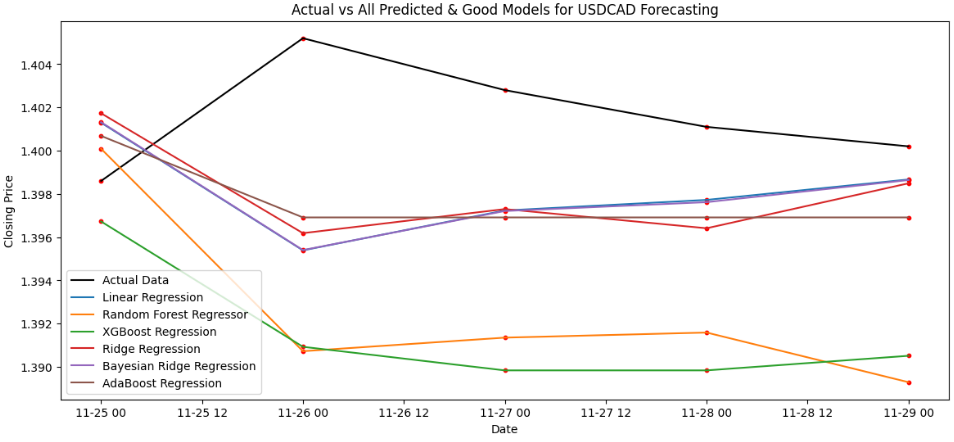 Actual vs All Predicted & Good Models for USDCAD Forecasting
Closing Price
1.404
1.402
1.400
1.398
1.396
1.394
1.392
1.390
Actual Data
Linear Regression
Random Forest Regressor
XGBoost Regression
Ridge Regression
Bayesian Ridge Regression
AdaBoost Regression
11-25 00
11-25 12
11-26 00
11-26 12
11-27 00
11-27 12
11-28 00
11-28 12
11-29 00
Date